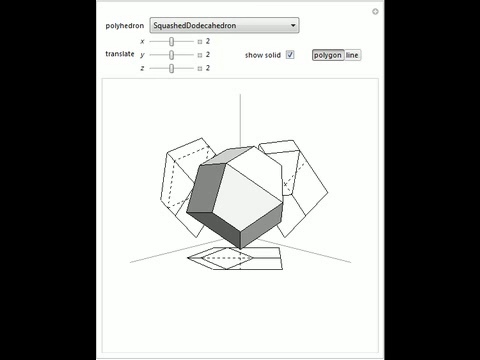 polyhedron SquashedDodecahedron
x 2
translate y 2 show solid polygon line
z 2